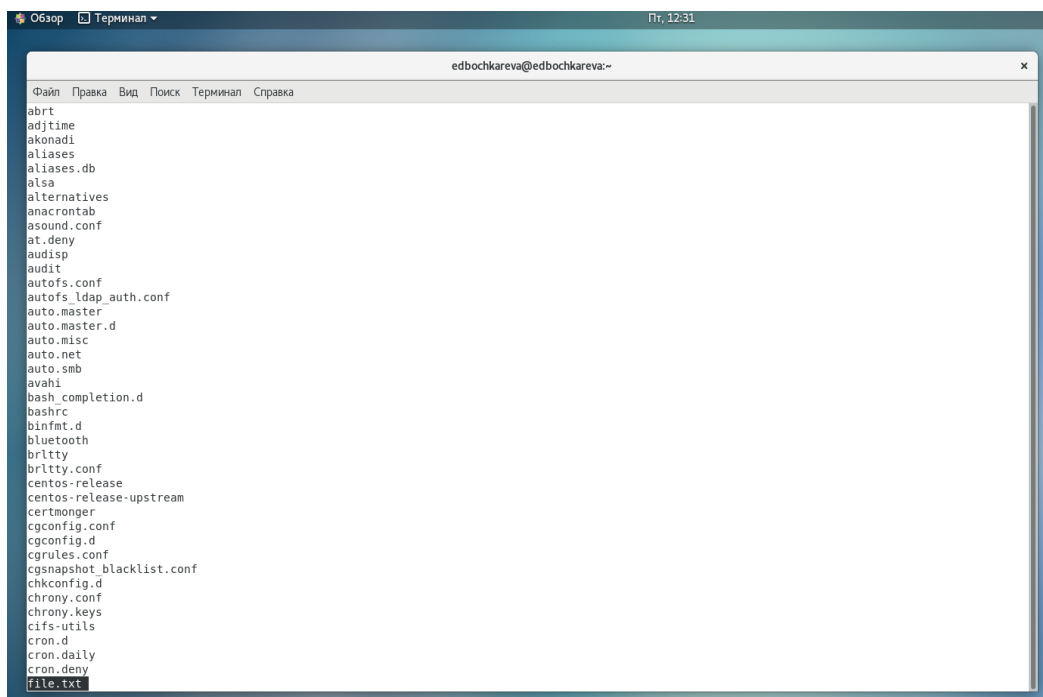 Обзор Терминал Пт, 12:31
edbochkareva@edbochkareva:~ ×
Файл Правка Вид Поиск Терминал Справка
abrt
adjtime
akonadi
aliases
aliases.db
alsa
alternatives
anacrontab
asound.conf
at.deny
audisp
audit
autofs.conf
autofs_ldap_auth.conf
auto.master
auto.master.d
auto.misc
auto.net
auto.smb
avahi
bash_completion.d
bashrc
binfmt.d
bluetooth
brltty
brltty.conf
centos-release
centos-release-upstream
certmonger
cgconfig.conf
cgconfig.d
cgrules.conf
cgsnapshot_blacklist.conf
chkconfig.d
chrony.conf
chrony.keys
cifs-utils
cron.d
cron.daily
cron.deny
file.txt